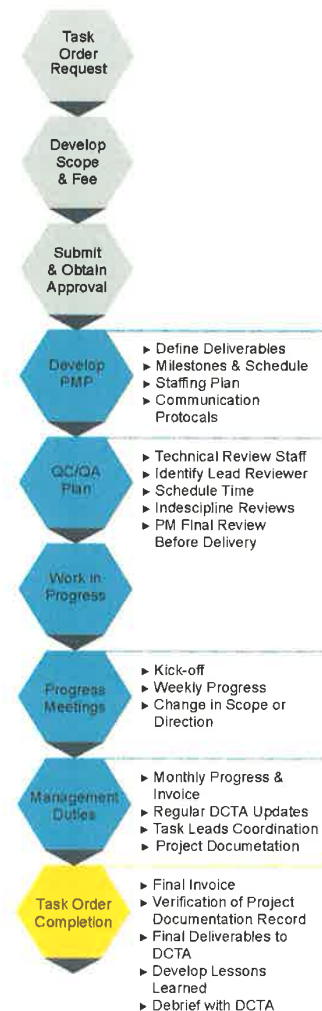 Task
Order
Request
Develop
Scope
& Fee
Submit
& Obtain
Approval
Develop
PMP
► Define Deliverables
► Milestones & Schedule
► Staffing Plan
► Communication
Protocals
QC/QA
Plan
► Technical Review Staff
► Identify Lead Reviewer
► Schedule Time
► Indescipline Reviews
► PM Final Review
Before Delivery
Work in
Progress
Progress
Meetings
► Kick-off
► Weekly Progress
► Change in Scope or
Direction
Management
Duties
► Monthly Progress &
Invoice
► Regular DCTA Updates
► Task Leads Coordination
► Project Documetation
Task Order
Completion
► Final Invoice
► Verification of Project
Documentation Record
► Final Deliverables to
DCTA
► Develop Lessons
Learned
► Debrief with DCTA